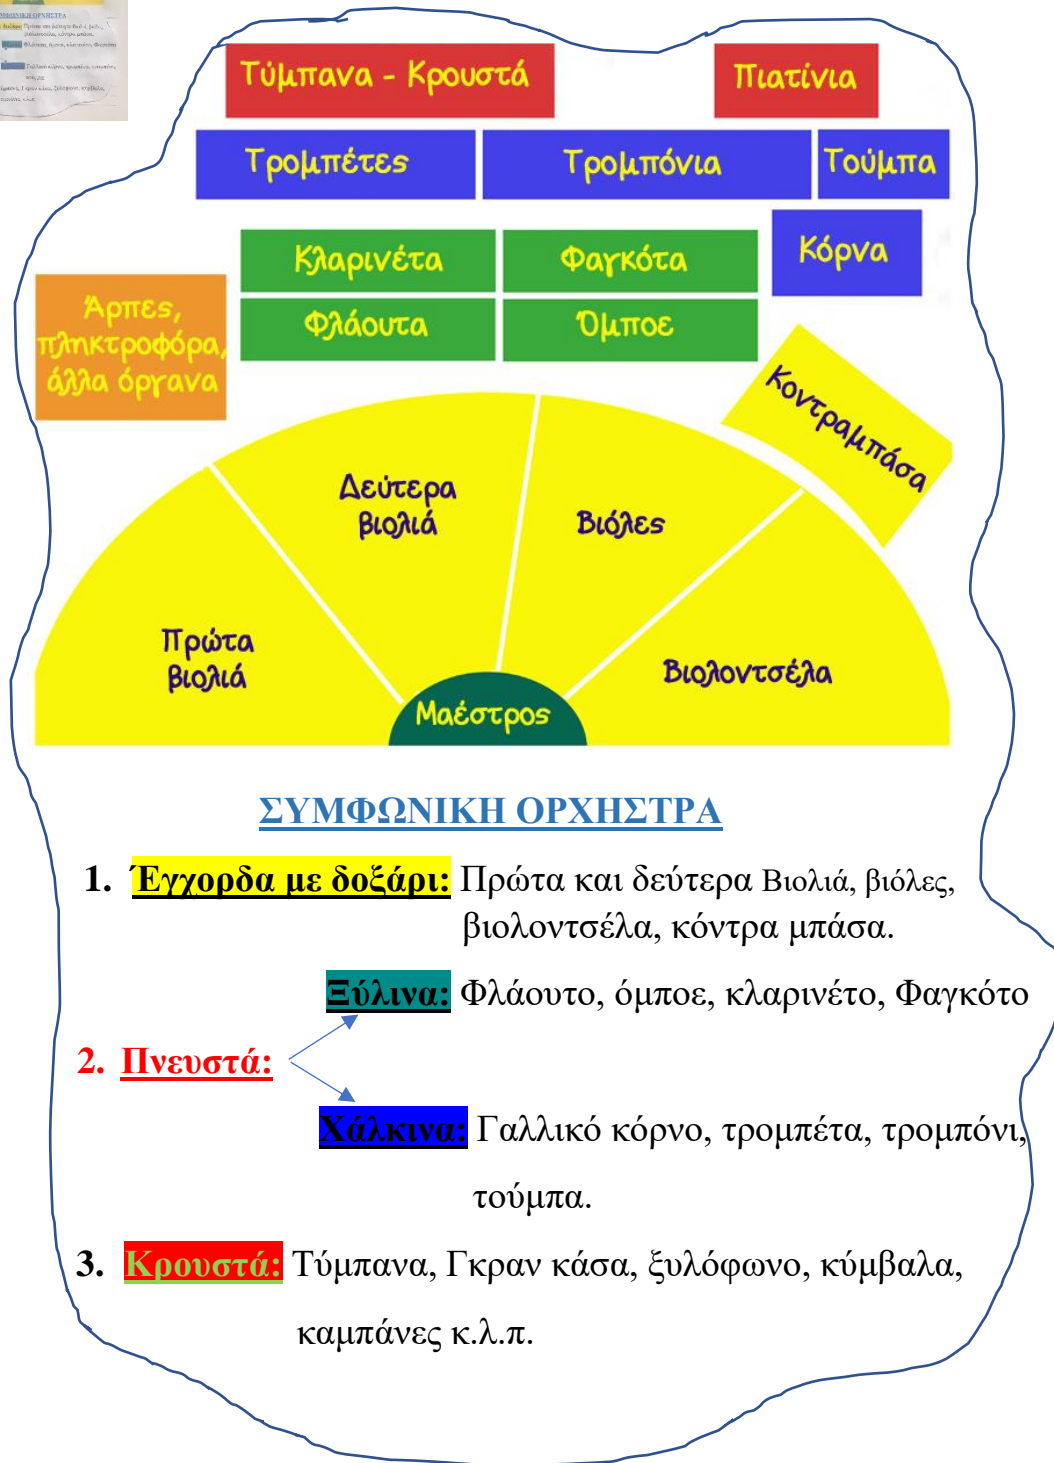 Τύμπανα - Κρουστά
Πιατίνια
Τρομπέτες
Τρομπόνια
Τούμπα
Κλαρινέτα
Φαγκότα
Κόρνα
Άρπες,
πληκτροφόρα,
άλλα όργανα
Φλάουτα
Όμποε
Κοντραμπάσα
Δεύτερα
βιολιά
Βιόλες
Πρώτα
βιολιά
Βιολοντσέλα
Μαέστρος
ΣΥΜΦΩΝΙΚΗ ΟΡΧΗΣΤΡΑ
1. Έγχορδα με δοξάρι: Πρώτα και δεύτερα Βιολιά, βιόλες,
βιολοντσέλα, κόντρα μπάσα.
Ξύλινα: Φλάουτο, όμποε, κλαρινέτο, Φαγκότο
2. Πνευστά:
Χάλκινα: Γαλλικό κόρνο, τρομπέτα, τρομπόνι,
τούμπα.
3. Κρουστά: Τύμπανα, Γκραν κάσα, ξυλόφωνο, κύμβαλα,
καμπάνες κ.λ.π.